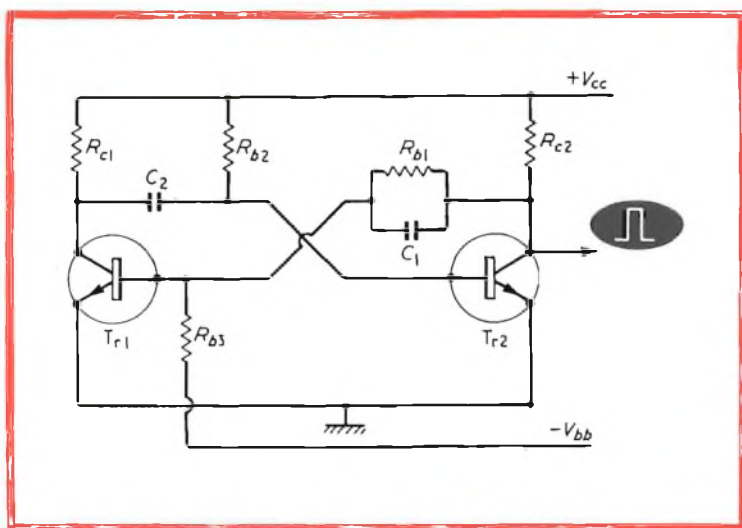 +Vcc
Rc1
Rb2
Rb1
Rc2
C2
C1
Tr1
Rb3
Tr2
−Vbb